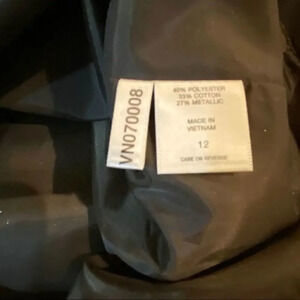 VN070008
40% POLYESTER
33% COTTON
27% METALLIC
MADE IN
VIETNAM
12
CARE ON REVERSE